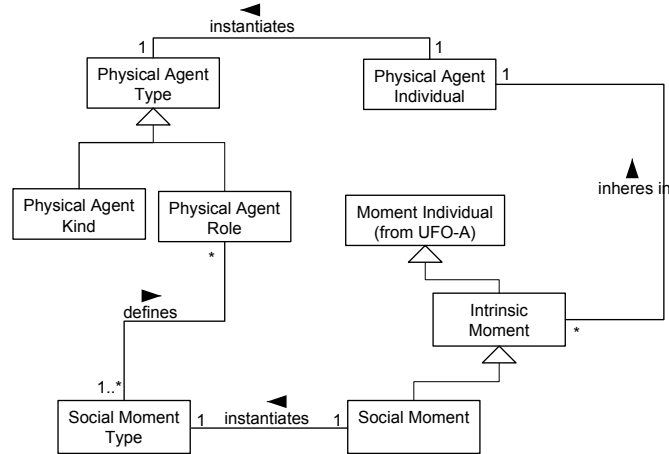 instantiates
1
1
Physical Agent
Type
Physical Agent
Individual
1
Physical Agent
Kind
Physical Agent
Role
Moment Individual
(from UFO-A)
inheres in
*
defines
Intrinsic
Moment
*
1..*
Social Moment
Type
1
instantiates
1
Social Moment